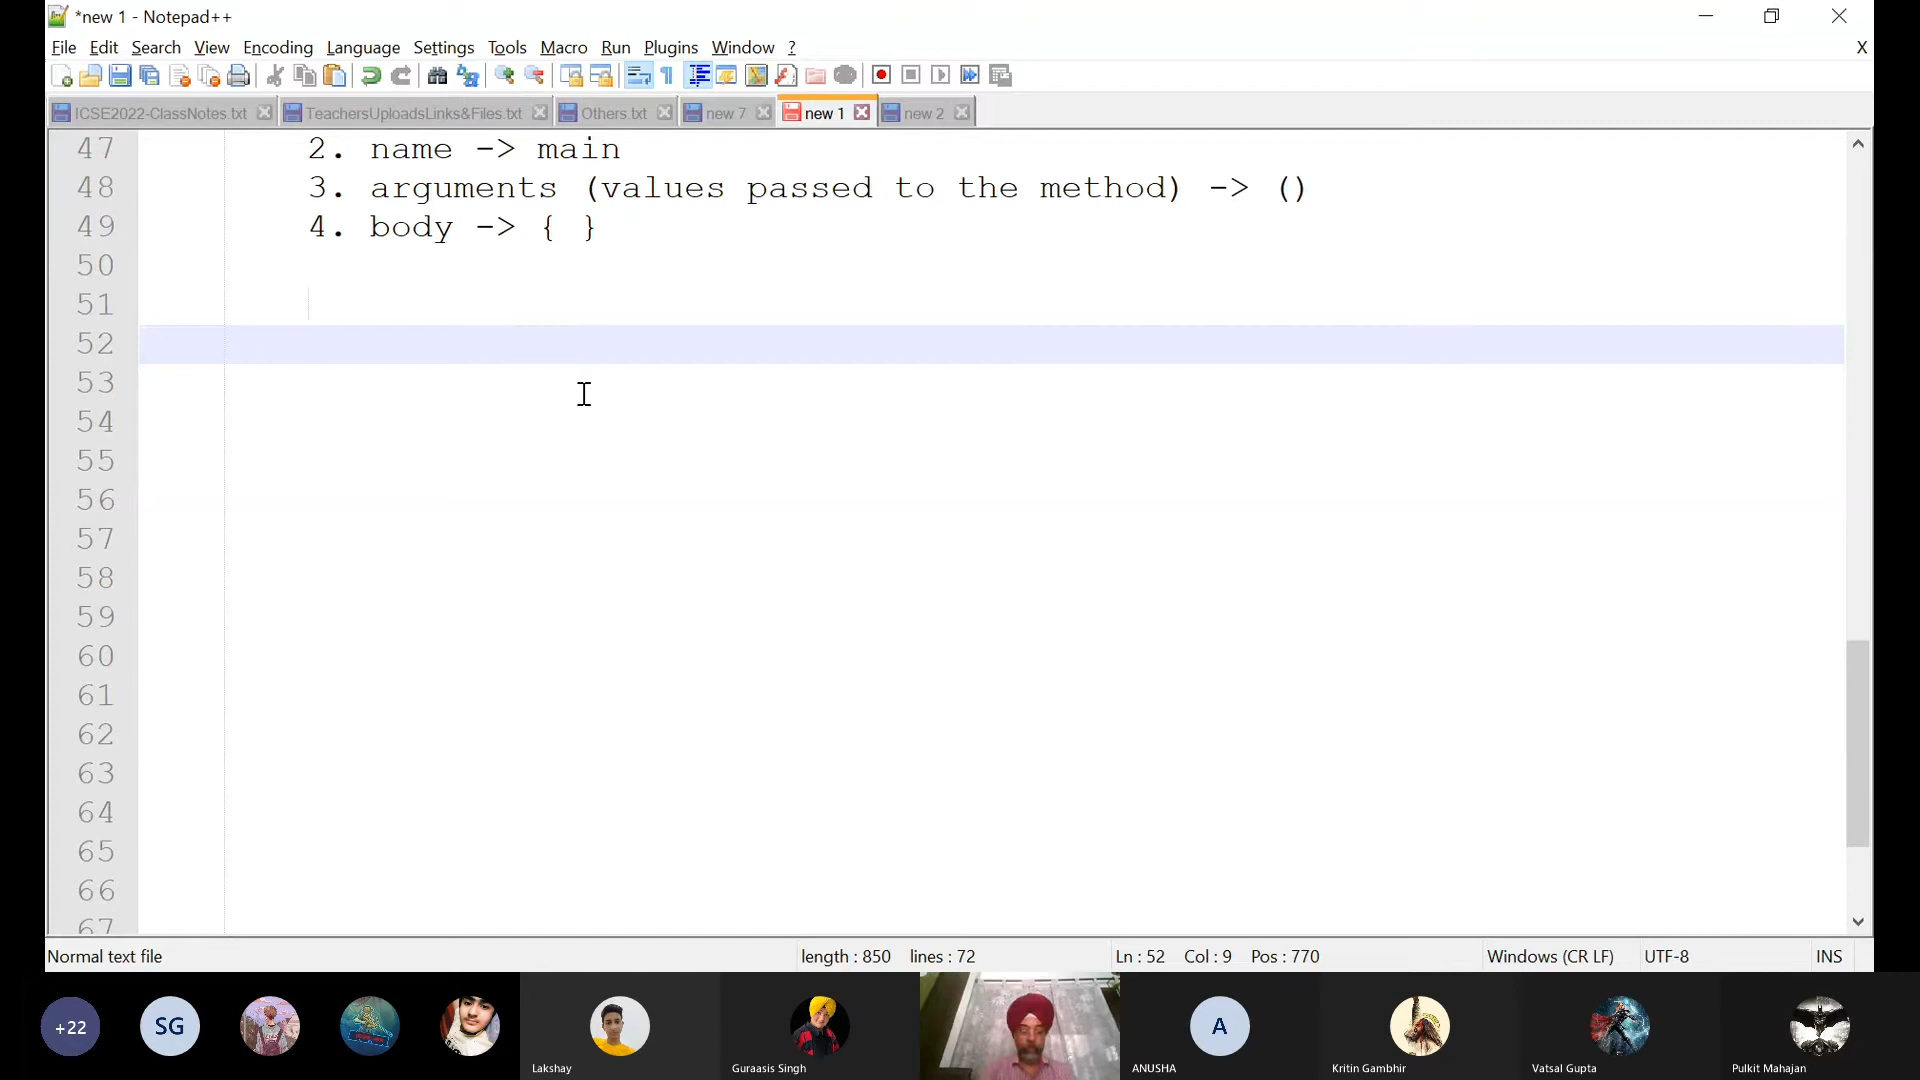 *new 1 - Notepad++
File Edit Search View Encoding Language Settings Tools Macro Run Plugins Window ?
X
ICSE2022-ClassNotes.txt TeachersUploadsLinks&Files.txt Others.txt new 7 new 1 new 2
47 2. name -> main
48 3. arguments (values passed to the method) -> ()
49 4. body -> { }
50
51
52
53
54
55
56
57
58
59
60
61
62
63
64
65
66
67
Normal text file length : 850 lines : 72 Ln : 52 Col : 9 Pos : 770 Windows (CR LF) UTF-8 INS
+22 SG A
Lakshay Guraasis Singh ANUSHA Kritin Gambhir Vatsal Gupta Pulkit Mahajan